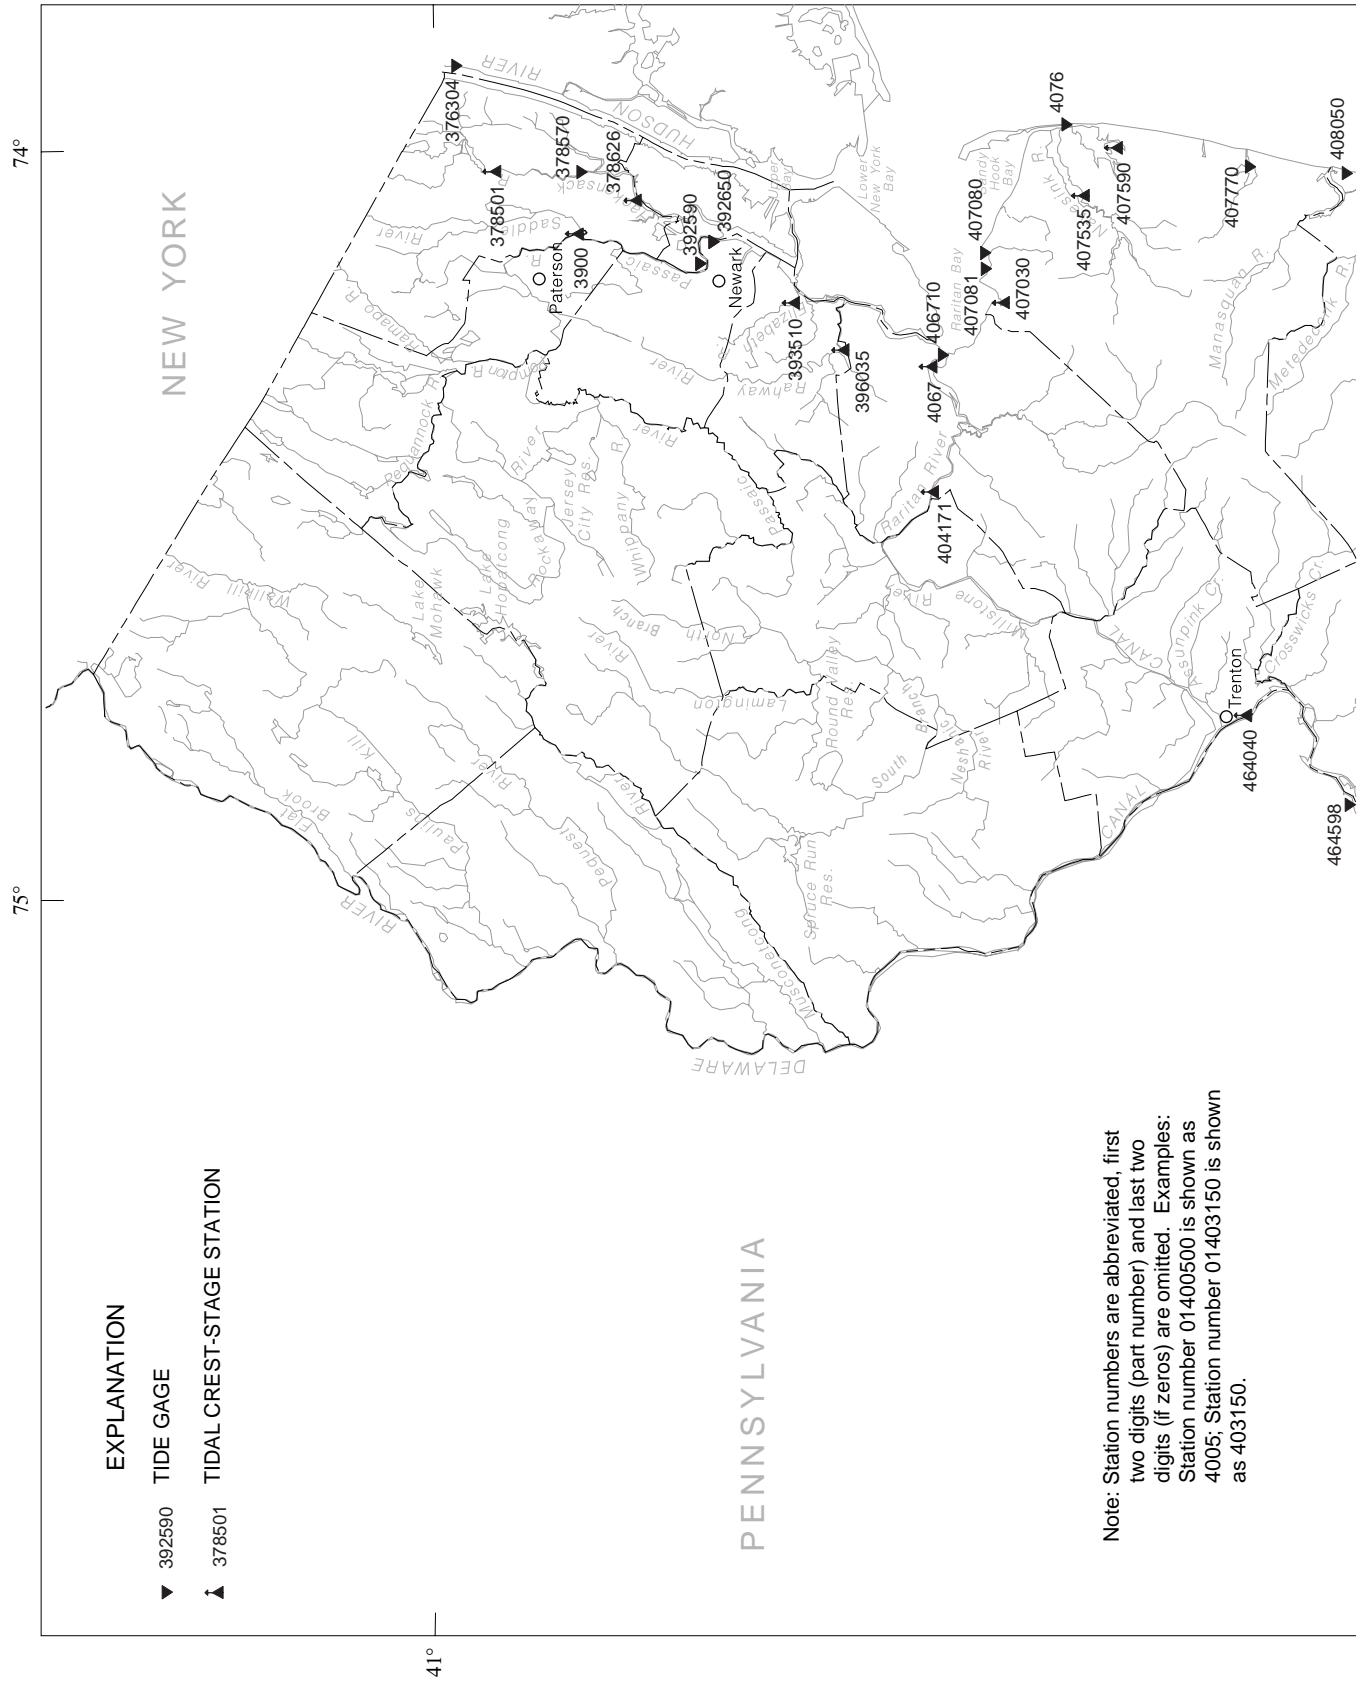 75°
74°
41°
NEW YORK
PENNSYLVANIA
EXPLANATION
392590 TIDE GAGE
378501 TIDAL CREST-STAGE STATION
Note: Station numbers are abbreviated, first
two digits (part number) and last two
digits (if zeros) are omitted. Examples:
Station number 01400500 is shown as
4005; Station number 01403150 is shown
as 403150.
376304
378501
378570
378626
3900
392590
392650
393510
396035
4067
406710
404171
407081
407080
407030
407535
407590
4076
407770
408050
464040
464598
Paterson
Newark
Trenton
HUDSON
RIVER
DELAWARE
RIVER
Flat
Brook
Paulins
Kill
Pequest
River
Musconetcong
River
Wallkill
River
Lake
Mohawk
Lake
Hopatcong
Rockaway
River
Jersey
City Res.
Whippany
R.
Pequannock R.
Ramapo R.
Pompton R.
Saddle
River
Hackensack
R.
Passaic
R.
Passaic
River
Elizabeth
R.
Rahway
River
Upper
Bay
Lower
New York
Bay
Raritan Bay
Sandy
Hook
Bay
Navesink R.
Raritan River
Lamington
River
North
Branch
Round Valley
Res.
Spruce Run
Res.
South
Branch
Neshanic
River
Millstone
River
CANAL
CANAL
Assunpink Cr.
Crosswicks Cr.
Manasquan R.
Metedeconk R.